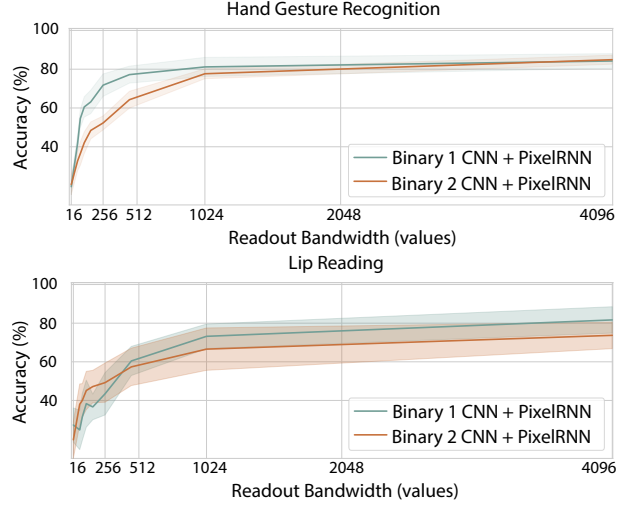 Hand Gesture Recognition
100
80
60
40
Accuracy (%)
Binary 1 CNN + PixelRNN
Binary 2 CNN + PixelRNN
16 256 512 1024 2048 4096
Readout Bandwidth (values)
Lip Reading
100
80
60
40
Accuracy (%)
Binary 1 CNN + PixelRNN
Binary 2 CNN + PixelRNN
16 256 512 1024 2048 4096
Readout Bandwidth (values)